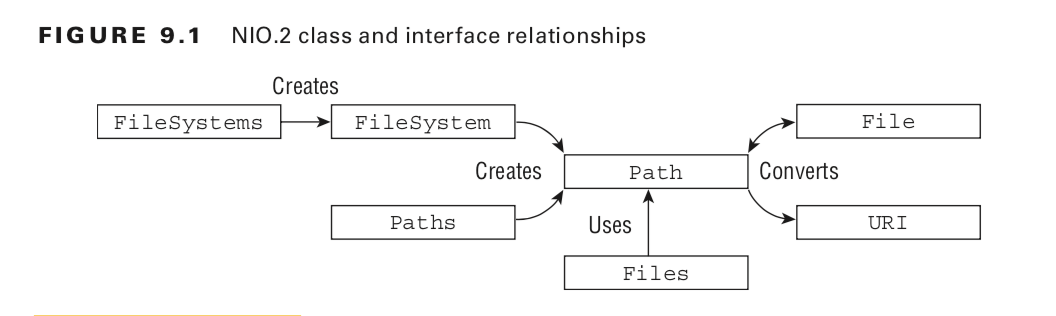 FIGURE 9.1 NIO.2 class and interface relationships
Creates
FileSystems
FileSystem
File
Creates
Path
Converts
Paths
Uses
URI
Files